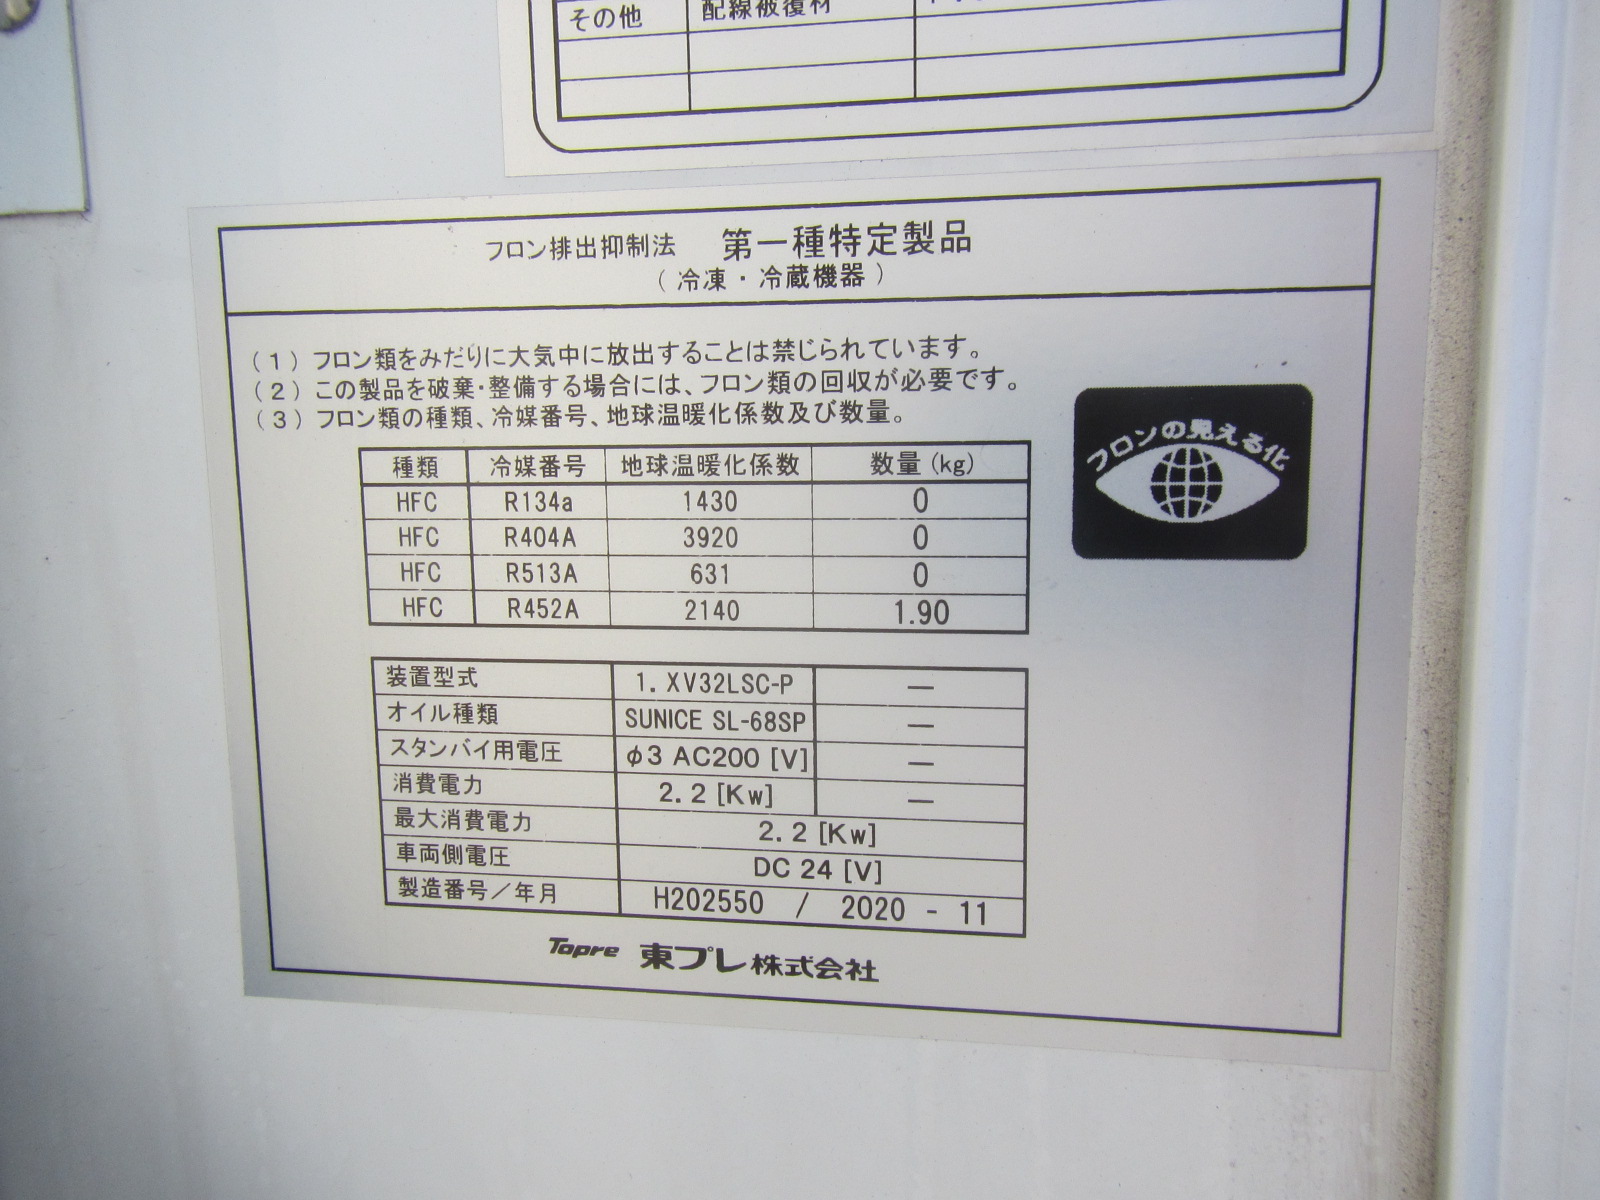 その他 配線被覆材
フロン排出抑制法 第一種特定製品
(冷凍・冷蔵機器)
(1)フロン類をみだりに大気中に放出することは禁じられています。
(2)この製品を破棄・整備する場合には、フロン類の回収が必要です。
(3)フロン類の種類、冷媒番号、地球温暖化係数及び数量。
フロンの見える化
種類 冷媒番号 地球温暖化係数 数量(kg)
HFC R134a 1430 0
HFC R404A 3920 0
HFC R513A 631 0
HFC R452A 2140 1.90
装置型式 1. XV32LSC-P —
オイル種類 SUNICE SL-68SP —
スタンバイ用電圧 φ3 AC200 [V] —
消費電力 2.2 [Kw] —
最大消費電力 2.2 [Kw]
車両側電圧 DC 24 [V]
製造番号/年月 H202550 / 2020 - 11
Topre 東プレ株式会社